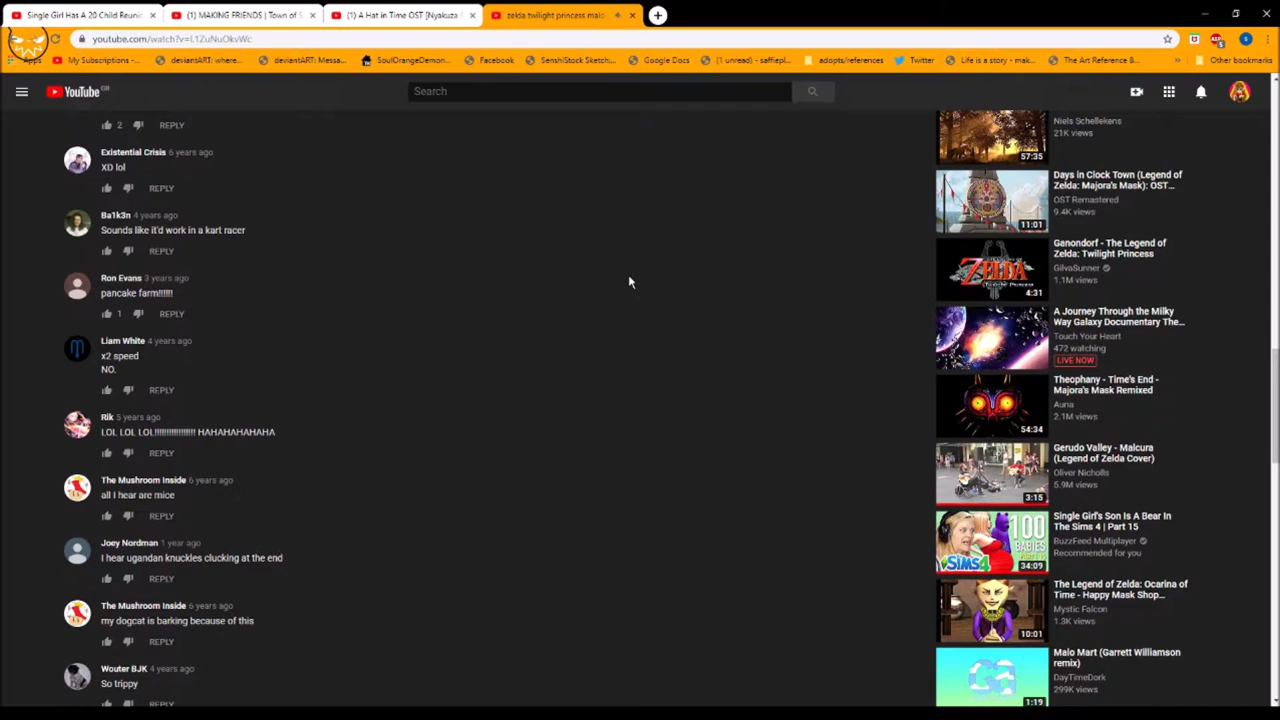 Single Girl Has A 20 Child Reunio
(1) MAKING FRIENDS | Town of S
(1) A Hat in Time OST [Nyakuza
zelda twilight princess malo
Apps
My Subscriptions -...
deviantART: where...
deviantART: Messa...
SoulOrangeDemon...
Facebook
SenshiStock Sketch...
Google Docs
(1 unread) - saffiepl...
adopts/references
Twitter
Life is a story - mak...
The Art Reference B...
Other bookmarks
YouTube GB
Search
2 REPLY
Existential Crisis 6 years ago
XD lol
REPLY
Ba1k3n 4 years ago
Sounds like it'd work in a kart racer
REPLY
Ron Evans 3 years ago
pancake farm!!!!!!!
1 REPLY
Liam White 4 years ago
x2 speed
NO.
REPLY
Rik 5 years ago
REPLY
The Mushroom Inside 6 years ago
all I hear are mice
REPLY
Joey Nordman 1 year ago
I hear ugandan knuckles clucking at the end
REPLY
The Mushroom Inside 6 years ago
my dogcat is barking because of this
REPLY
Wouter BJK 4 years ago
So trippy
REPLY
Niels Schellekens
21K views
57:35
Days in Clock Town (Legend of
Zelda: Majora's Mask): OST...
OST Remastered
9.4K views
11:01
Ganondorf - The Legend of
Zelda: Twilight Princess
GilvaSunner
1.1M views
ZELDA
Twilight Princess
4:31
A Journey Through the Milky
Way Galaxy Documentary The...
Touch Your Heart
472 watching
LIVE NOW
Theophany - Time's End -
Majora's Mask Remixed
Auna
2.1M views
54:34
Gerudo Valley - Malcura
(Legend of Zelda Cover)
Oliver Nicholls
5.9M views
3:15
Single Girl's Son Is A Bear In
The Sims 4 | Part 15
BuzzFeed Multiplayer
Recommended for you
100
BABIES
SIMS4
34:09
The Legend of Zelda: Ocarina of
Time - Happy Mask Shop...
Mystic Falcon
1.3K views
10:01
Malo Mart (Garrett Williamson
remix)
DayTimeDork
299K views
1:19